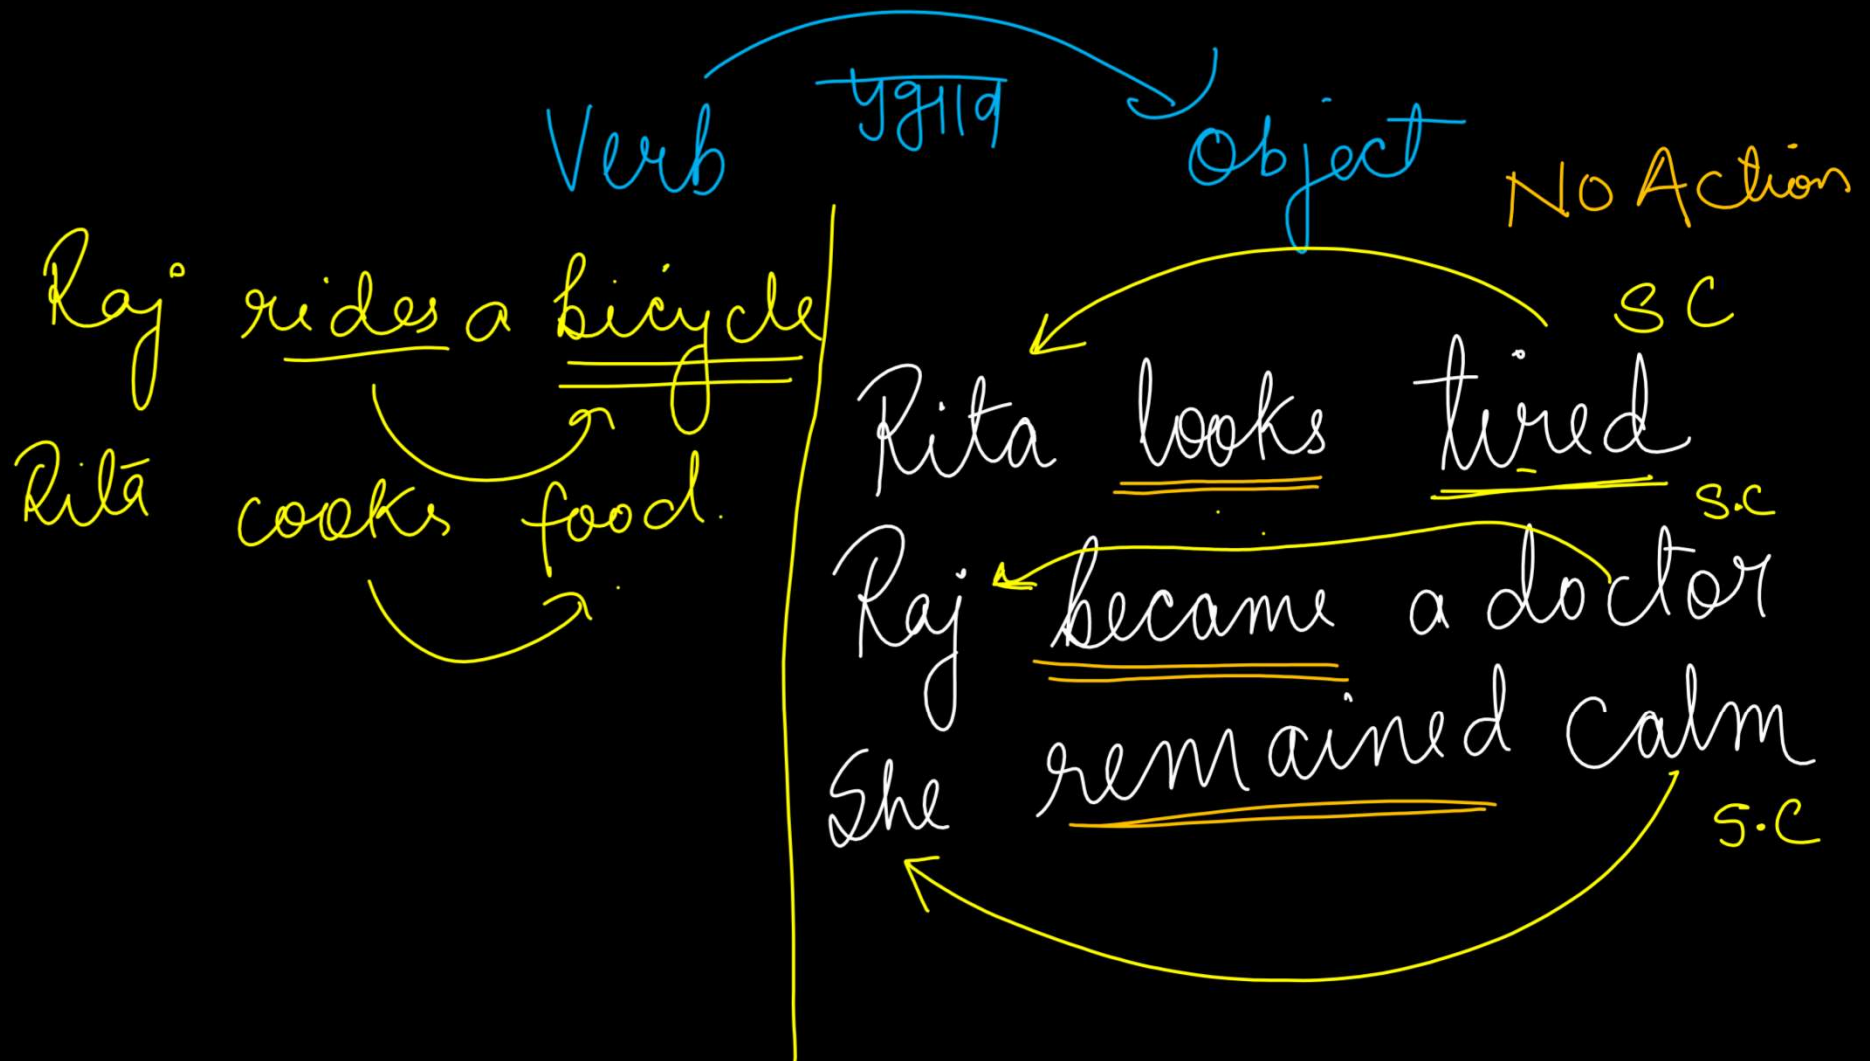 Verb प्रभाव Object
No Action
Raj rides a bicycle
Rita cooks food.
SC
Rita looks tired
S.C
Raj became a doctor
She remained calm
S.C